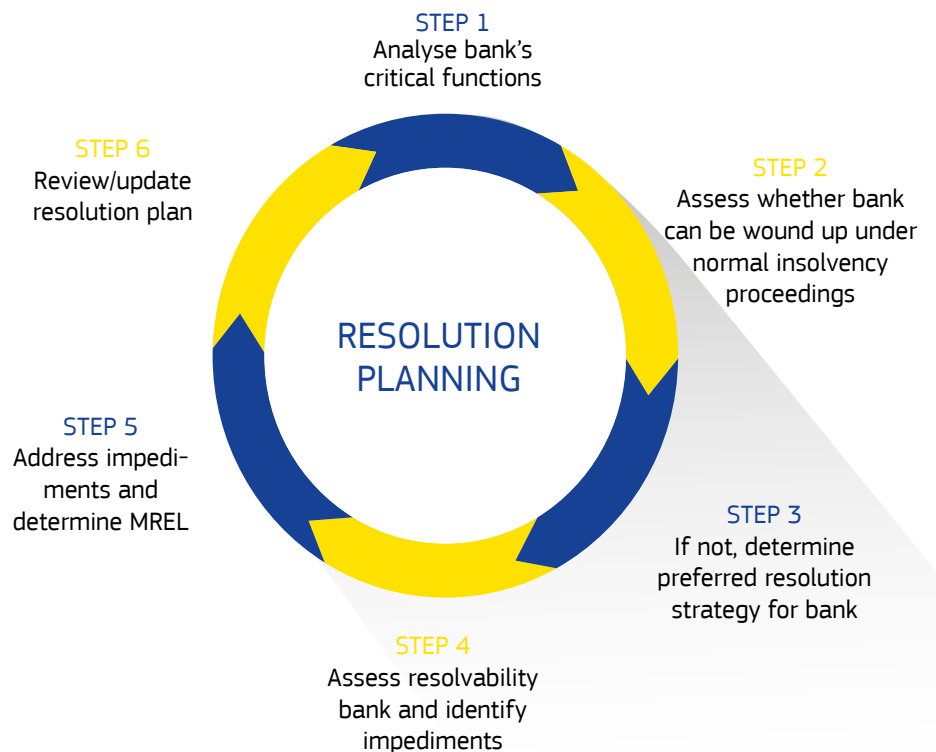 STEP 1
Analyse bank's
critical functions
STEP 2
Assess whether bank
can be wound up under
normal insolvency
proceedings
STEP 3
If not, determine
preferred resolution
strategy for bank
STEP 4
Assess resolvability
bank and identify
impediments
STEP 5
Address impedi-
ments and
determine MREL
STEP 6
Review/update
resolution plan
RESOLUTION
PLANNING